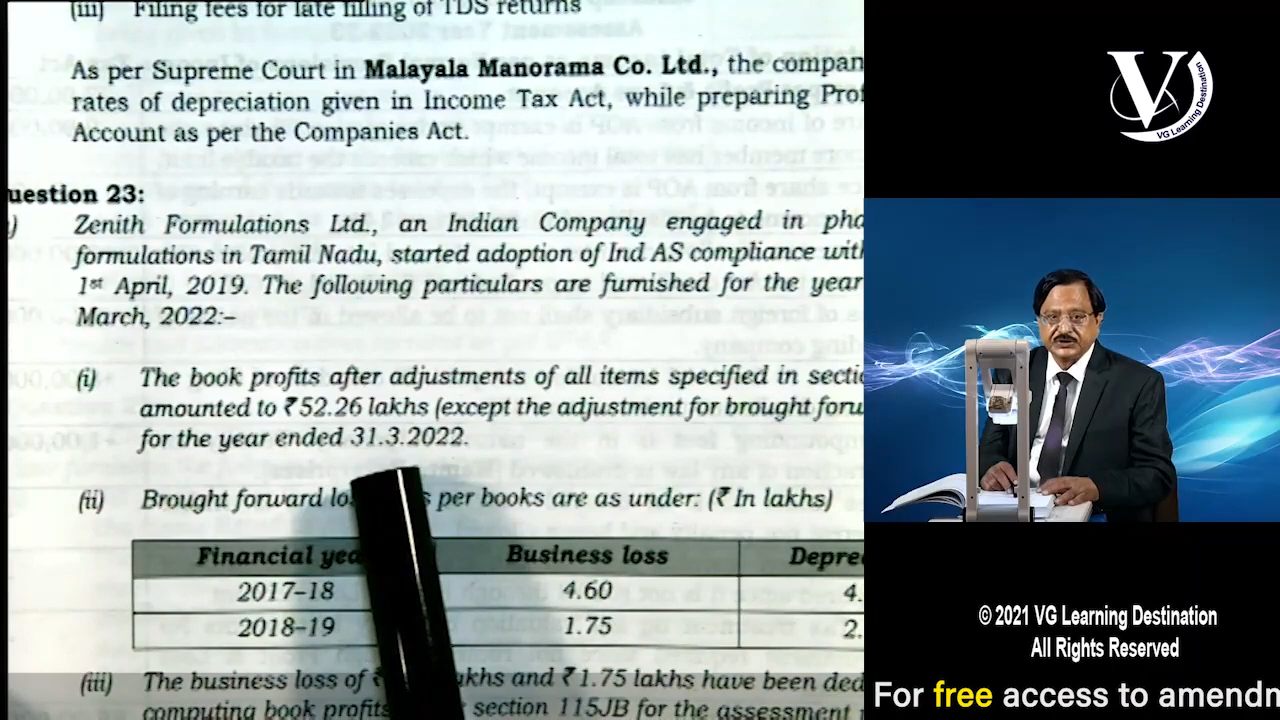 (iii) Filing fees for late filling of TDS returns
As per Supreme Court in Malayala Manorama Co. Ltd., the compan
rates of depreciation given in Income Tax Act, while preparing Prof
Account as per the Companies Act.
uestion 23:
) Zenith Formulations Ltd., an Indian Company engaged in pha
formulations in Tamil Nadu, started adoption of Ind AS compliance with
1st April, 2019. The following particulars are furnished for the year
March, 2022:–
(i) The book profits after adjustments of all items specified in sectio
amounted to ₹ 52.26 lakhs (except the adjustment for brought forw
for the year ended 31.3.2022.
(ii) Brought forward lo s per books are as under: (₹ In lakhs)
Financial yea Business loss Depre
2017–18 4.60 4.
2018–19 1.75 2.
(iii) The business loss of ₹ akhs and ₹ 1.75 lakhs have been ded
computing book profits section 115JB for the assessment
V
VG Learning Destination
© 2021 VG Learning Destination
All Rights Reserved
For free access to amendm